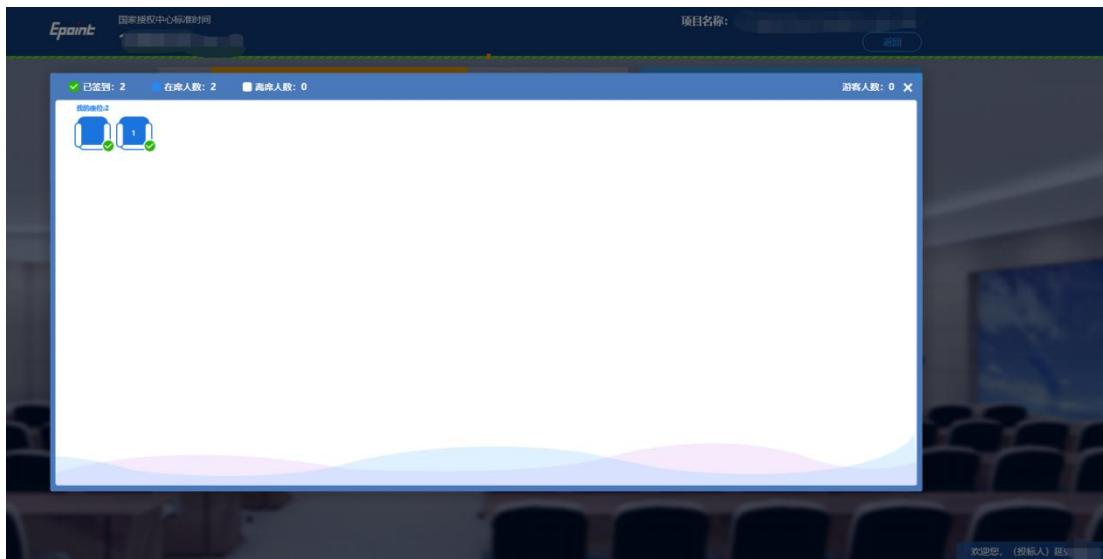 Epoint
国家授权中心标准时间
项目名称：
返回
已签到：2
在席人数：2
离席人数：0
游客人数：0
我的座位:2
1
欢迎您，（投标人）